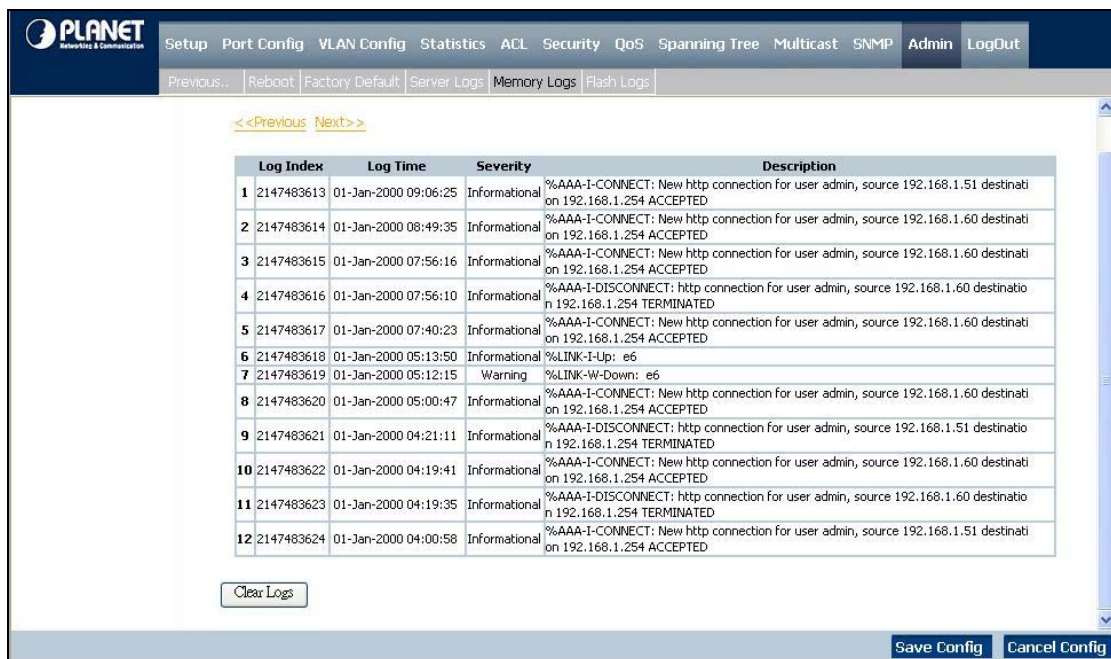 PLANET
Networking & Communication
Setup Port Config VLAN Config Statistics ACL Security QoS Spanning Tree Multicast SNMP Admin LogOut
Previous.. Reboot Factory Default Server Logs Memory Logs Flash Logs
<<Previous Next>>
Log Index Log Time Severity Description
1 2147483613 01-Jan-2000 09:06:25 Informational %AAA-I-CONNECT: New http connection for user admin, source 192.168.1.51 destinati
on 192.168.1.254 ACCEPTED
2 2147483614 01-Jan-2000 08:49:35 Informational %AAA-I-CONNECT: New http connection for user admin, source 192.168.1.60 destinati
on 192.168.1.254 ACCEPTED
3 2147483615 01-Jan-2000 07:56:16 Informational %AAA-I-CONNECT: New http connection for user admin, source 192.168.1.60 destinati
on 192.168.1.254 ACCEPTED
4 2147483616 01-Jan-2000 07:56:10 Informational %AAA-I-DISCONNECT: http connection for user admin, source 192.168.1.60 destinatio
n 192.168.1.254 TERMINATED
5 2147483617 01-Jan-2000 07:40:23 Informational %AAA-I-CONNECT: New http connection for user admin, source 192.168.1.60 destinati
on 192.168.1.254 ACCEPTED
6 2147483618 01-Jan-2000 05:13:50 Informational %LINK-I-Up: e6
7 2147483619 01-Jan-2000 05:12:15 Warning %LINK-W-Down: e6
8 2147483620 01-Jan-2000 05:00:47 Informational %AAA-I-CONNECT: New http connection for user admin, source 192.168.1.60 destinati
on 192.168.1.254 ACCEPTED
9 2147483621 01-Jan-2000 04:21:11 Informational %AAA-I-DISCONNECT: http connection for user admin, source 192.168.1.51 destinatio
n 192.168.1.254 TERMINATED
10 2147483622 01-Jan-2000 04:19:41 Informational %AAA-I-CONNECT: New http connection for user admin, source 192.168.1.60 destinati
on 192.168.1.254 ACCEPTED
11 2147483623 01-Jan-2000 04:19:35 Informational %AAA-I-DISCONNECT: http connection for user admin, source 192.168.1.60 destinatio
n 192.168.1.254 TERMINATED
12 2147483624 01-Jan-2000 04:00:58 Informational %AAA-I-CONNECT: New http connection for user admin, source 192.168.1.51 destinati
on 192.168.1.254 ACCEPTED
Clear Logs
Save Config Cancel Config